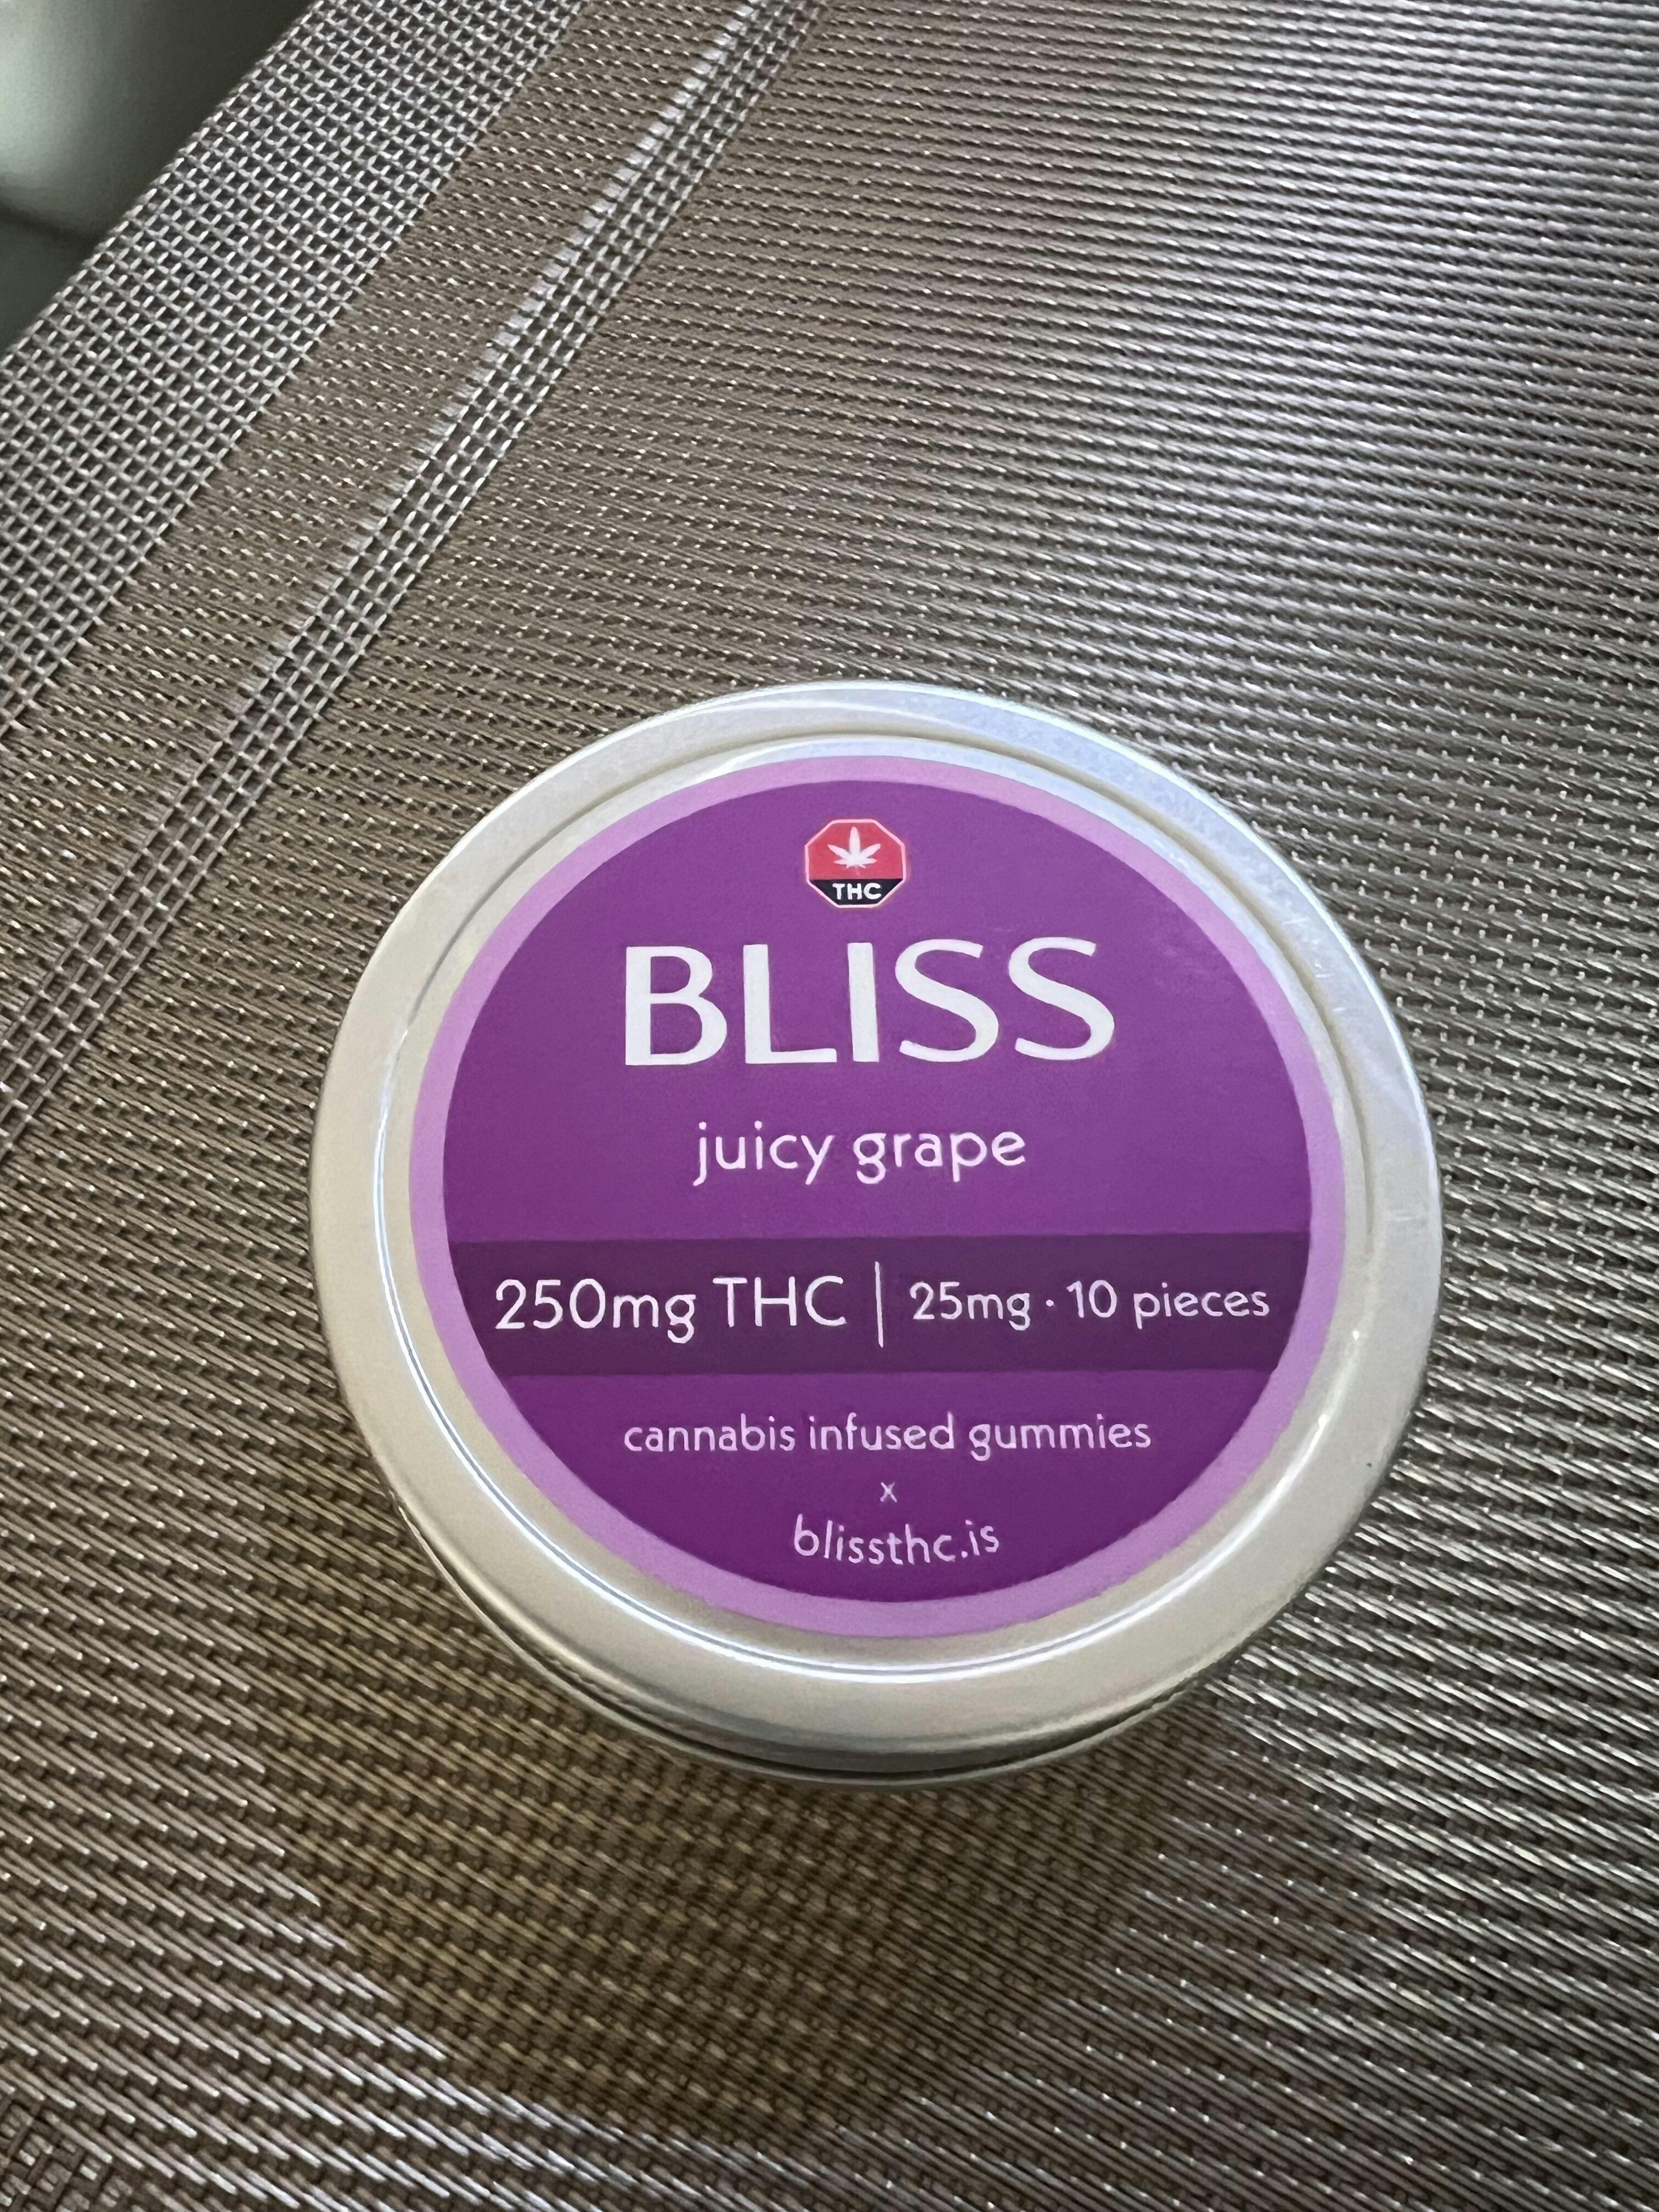 THC
BLISS
juicy grape
250mg THC | 25mg · 10 pieces
cannabis infused gummies
x
blissthc.is